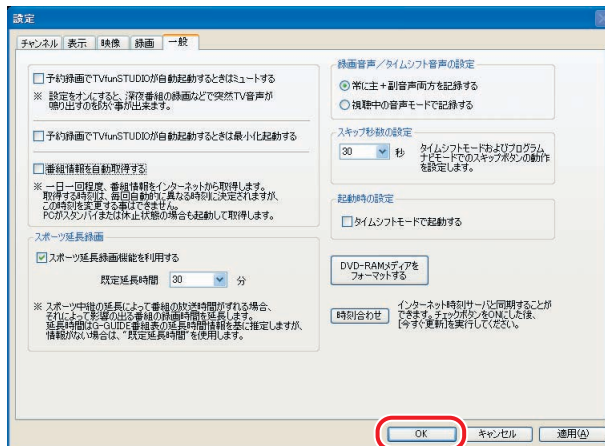 設定
チャンネル 表示 映像 録画 一般
予約録画でTVfunSTUDIOが自動起動するときはミュートする
※ 設定をオンにすると、深夜番組の録画などで突然TV音声が
鳴り出すのを防ぐ事が出来ます。
予約録画でTVfunSTUDIOが自動起動するときは最小化起動する
番組情報を自動取得する
※ 一日一回程度、番組情報をインターネットから取得します。
取得する時刻は、毎回自動的に異なる時刻に決定されますが、
この時刻を変更する事はできません。
PCがスタンバイまたは休止状態の場合も起動して取得します。
スポーツ延長録画
スポーツ延長録画機能を利用する
既定延長時間 30 分
※ スポーツ中継の延長によって番組の放送時間がずれる場合、
それによって影響の出る番組の録画時間を延長します。
延長時間はG-GUIDE番組表の延長時間情報を基に推定しますが、
情報がない場合は、"既定延長時間"を使用します。
録画音声/タイムシフト音声の設定
常に主+副音声両方を記録する
視聴中の音声モードで記録する
スキップ秒数の設定
30 秒
タイムシフトモードおよびプログラム
ナビモードでのスキップボタンの動作
を設定します。
起動時の設定
タイムシフトモードで起動する
DVD-RAMメディアを
フォーマットする
時刻合わせ
インターネット時刻サーバと同期することが
できます。チェックボタンをONにした後、
[今すぐ更新]を実行してください。
OK キャンセル 適用(A)